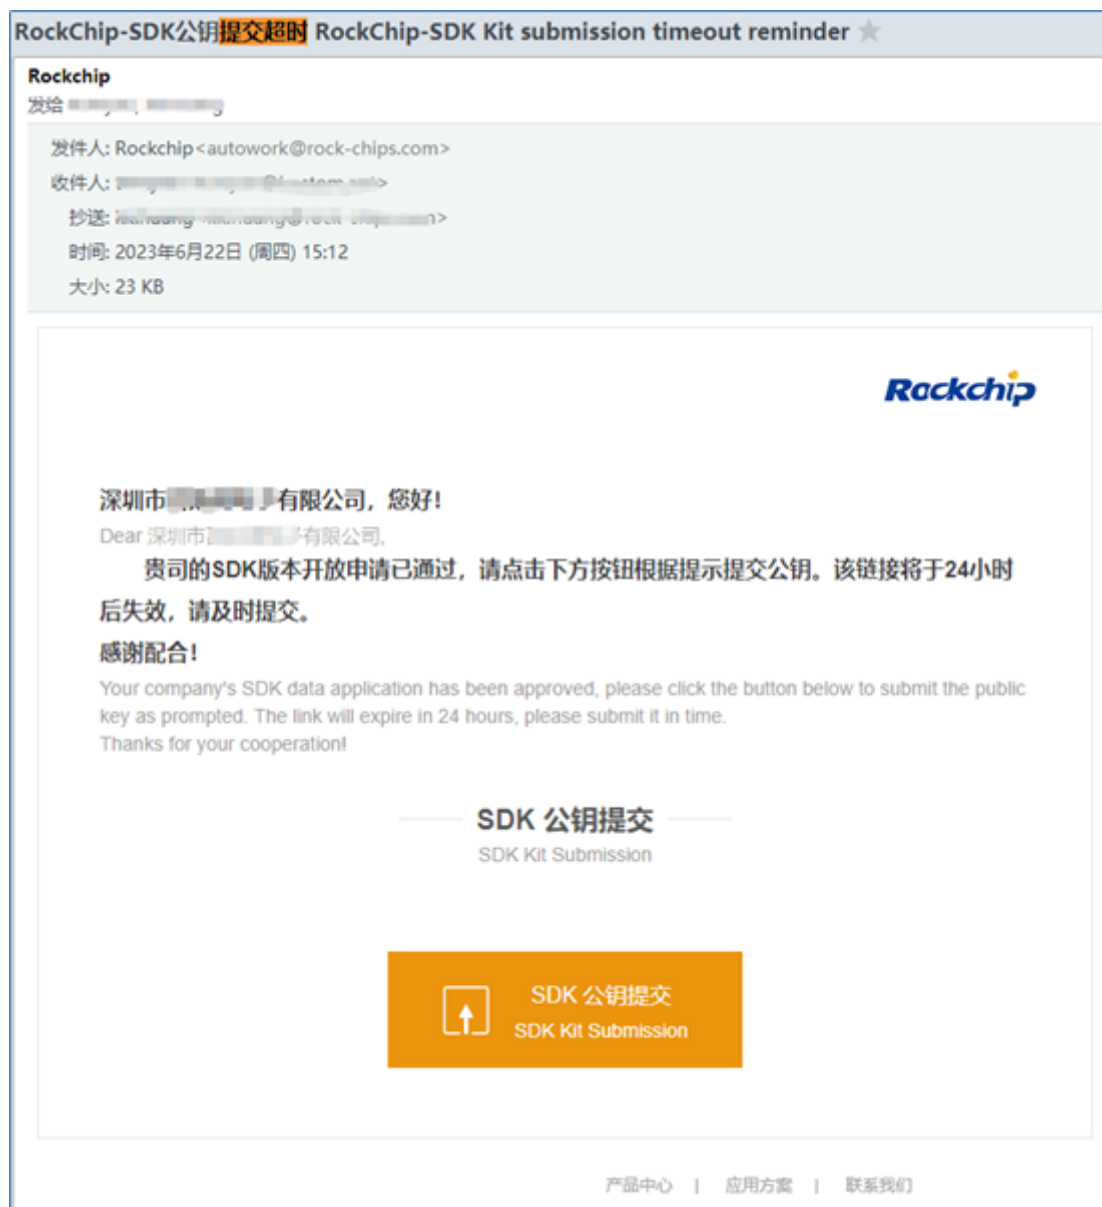 RockChip-SDK公钥提交超时 RockChip-SDK Kit submission timeout reminder
Rockchip
发给
发件人: Rockchip<autowork@rock-chips.com>
收件人:
抄送:
时间: 2023年6月22日 (周四) 15:12
大小: 23 KB
Rockchip
深圳市 有限公司，您好!
Dear 深圳市 有限公司,
贵司的SDK版本开放申请已通过，请点击下方按钮根据提示提交公钥。该链接将于24小时
后失效，请及时提交。
感谢配合!
Your company's SDK data application has been approved, please click the button below to submit the public
key as prompted. The link will expire in 24 hours, please submit it in time.
Thanks for your cooperation!
SDK 公钥提交
SDK Kit Submission
SDK 公钥提交
SDK Kit Submission
产品中心 | 应用方案 | 联系我们